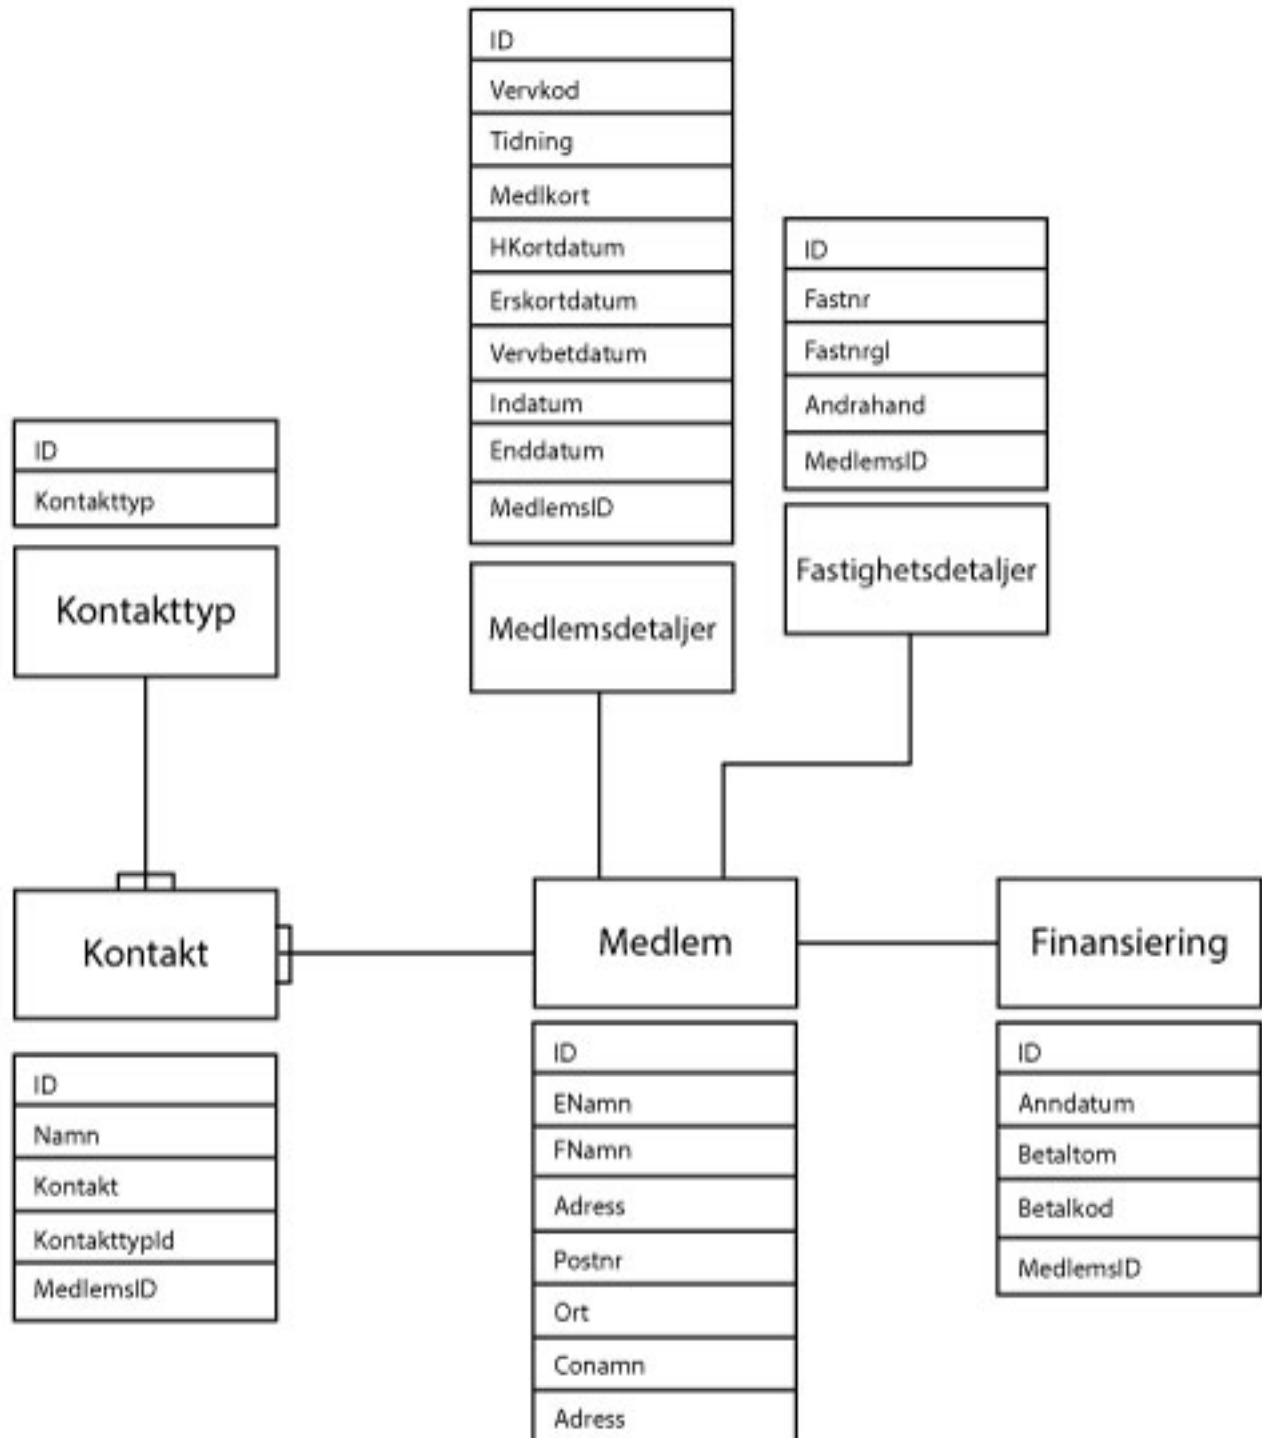 ID
Vervkod
Tidning
Medlkort
HKortdatum
Erskortdatum
Vervbetdatum
Indatum
Enddatum
MedlemsID
Medlemsdetaljer
ID
Fastnr
Fastnrgl
Andrahand
MedlemsID
Fastighetsdetaljer
ID
Kontakttyp
Kontakttyp
Kontakt
ID
Namn
Kontakt
KontakttypId
MedlemsID
Medlem
ID
ENamn
FNamn
Adress
Postnr
Ort
Conamn
Adress
Finansiering
ID
Anndatum
Betaltom
Betalkod
MedlemsID